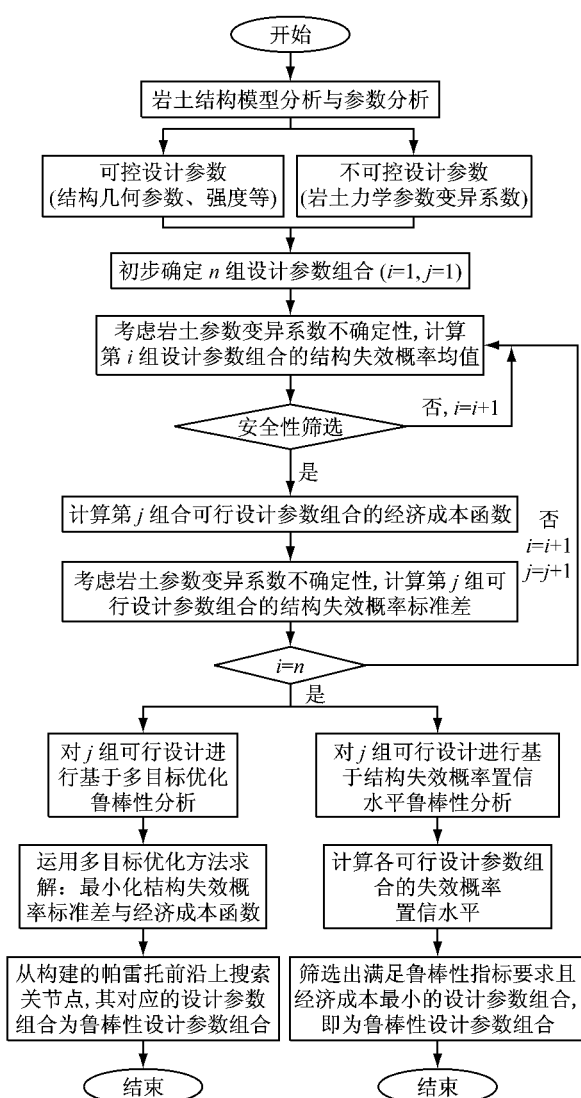 开始
岩土结构模型分析与参数分析
可控设计参数
(结构几何参数、强度等)
不可控设计参数
(岩土力学参数变异系数)
初步确定 n 组设计参数组合 (i=1, j=1)
考虑岩土参数变异系数不确定性, 计算
第 i 组设计参数组合的结构失效概率均值
否, i=i+1
安全性筛选
是
计算第 j 组合可行设计参数组合的经济成本函数
否
i=i+1
j=j+1
考虑岩土参数变异系数不确定性, 计算第 j 组可
行设计参数组合的结构失效概率标准差
i=n
是
对 j 组可行设计进
行基于多目标优化
鲁棒性分析
对 j 组可行设计进行基
于结构失效概率置信
水平鲁棒性分析
运用多目标优化方法求
解：最小化结构失效概
率标准差与经济成本函数
计算各可行设计参数组
合的失效概率
置信水平
从构建的帕雷托前沿上搜索
关节点, 其对应的设计参数
组合为鲁棒性设计参数组合
筛选出满足鲁棒性指标要求且
经济成本最小的设计参数组合,
即为鲁棒性设计参数组合
结束
结束